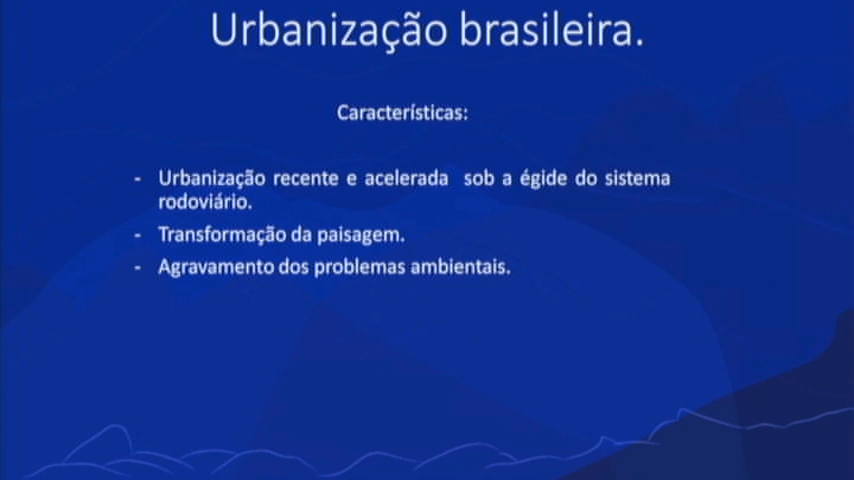 Urbanização brasileira.
Características:
- Urbanização recente e acelerada sob a égide do sistema
rodoviário.
- Transformação da paisagem.
- Agravamento dos problemas ambientais.